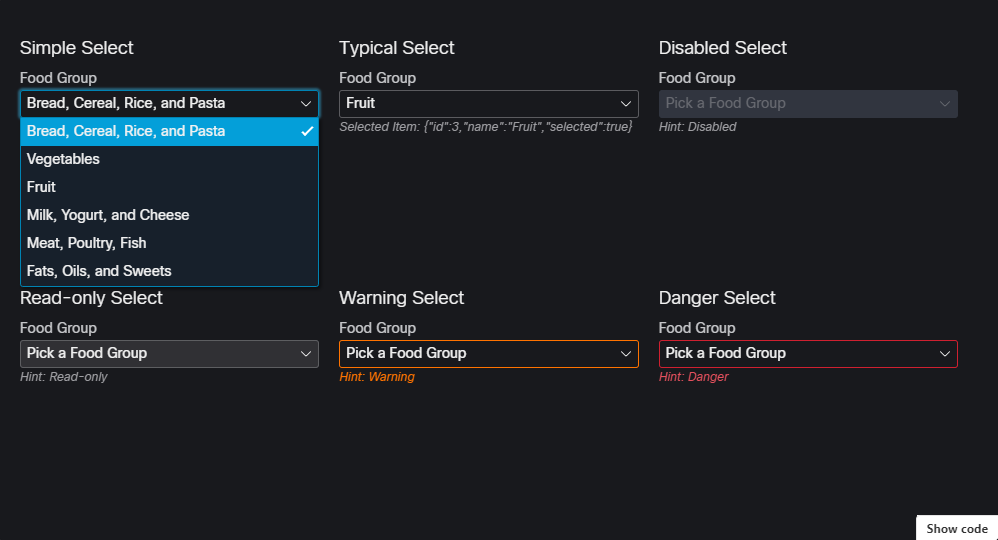 Simple Select
Food Group
Bread, Cereal, Rice, and Pasta
Bread, Cereal, Rice, and Pasta
Vegetables
Fruit
Milk, Yogurt, and Cheese
Meat, Poultry, Fish
Fats, Oils, and Sweets
Typical Select
Food Group
Fruit
Selected Item: {"id":3,"name":"Fruit","selected":true}
Disabled Select
Food Group
Pick a Food Group
Hint: Disabled
Read-only Select
Food Group
Pick a Food Group
Hint: Read-only
Warning Select
Food Group
Pick a Food Group
Hint: Warning
Danger Select
Food Group
Pick a Food Group
Hint: Danger
Show code